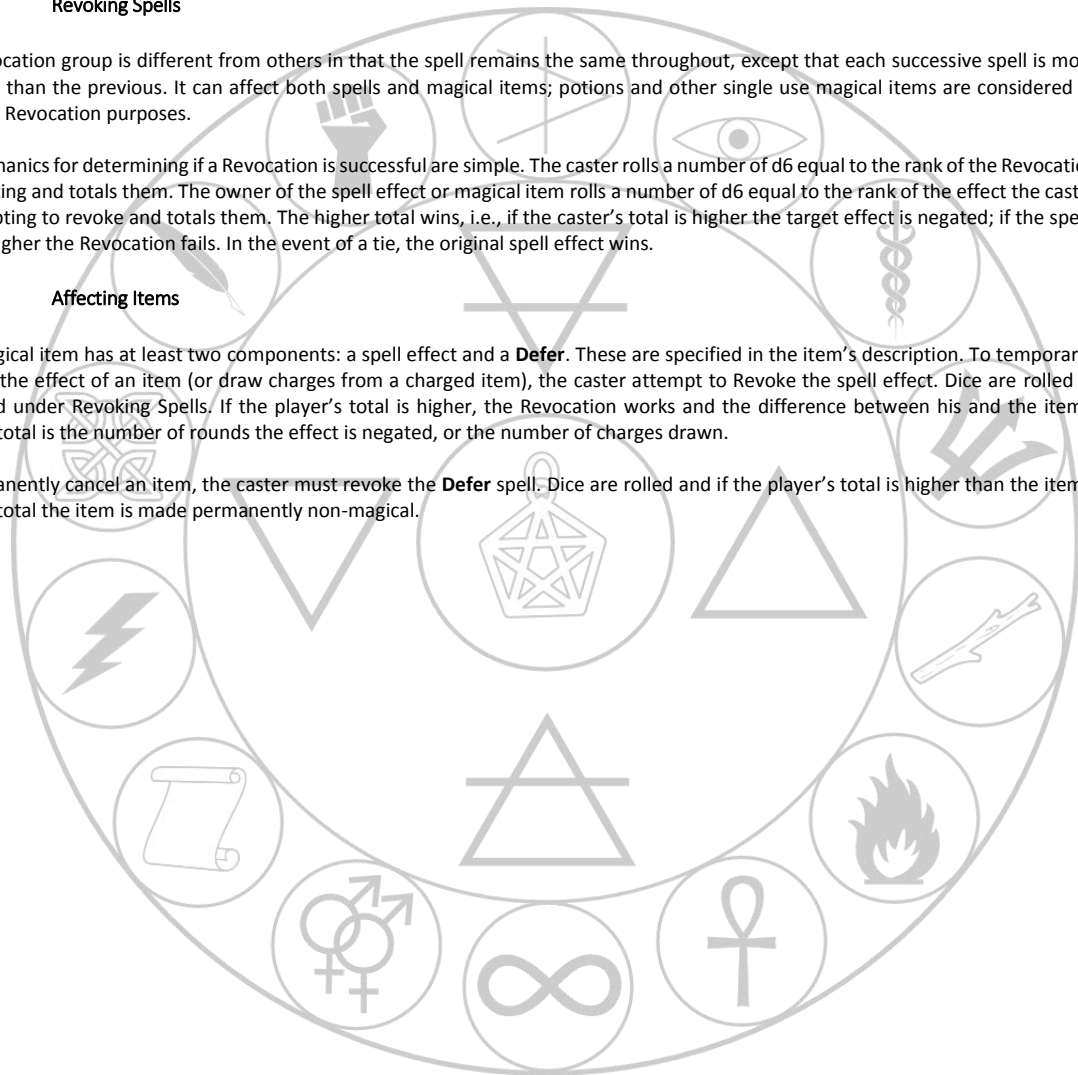 Revoking Spells
ocation group is different from others in that the spell remains the same throughout, except that each successive spell is mo
than the previous. It can affect both spells and magical items; potions and other single use magical items are considered
Revocation purposes.
hanics for determining if a Revocation is successful are simple. The caster rolls a number of d6 equal to the rank of the Revocatio
ting and totals them. The owner of the spell effect or magical item rolls a number of d6 equal to the rank of the effect the cast
pting to revoke and totals them. The higher total wins, i.e., if the caster’s total is higher the target effect is negated; if the spe
igher the Revocation fails. In the event of a tie, the original spell effect wins.
Affecting Items
gical item has at least two components: a spell effect and a Defer. These are specified in the item’s description. To temporar
the effect of an item (or draw charges from a charged item), the caster attempt to Revoke the spell effect. Dice are rolled
d under Revoking Spells. If the player’s total is higher, the Revocation works and the difference between his and the item
total is the number of rounds the effect is negated, or the number of charges drawn.
anently cancel an item, the caster must revoke the Defer spell. Dice are rolled and if the player’s total is higher than the item
total the item is made permanently non-magical.